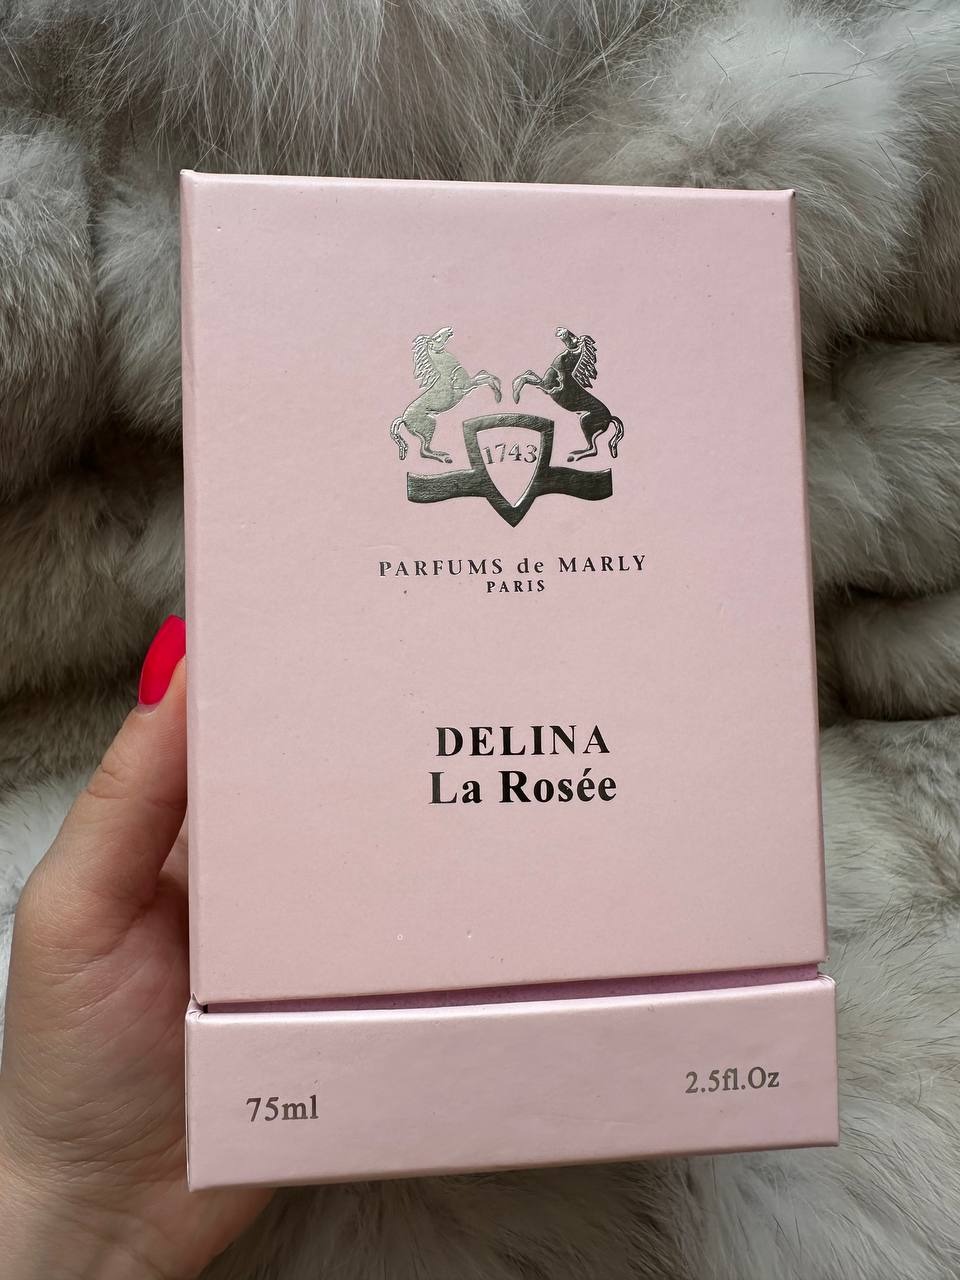 1743
PARFUMS de MARLY
PARIS
DELINA
La Rosée
75ml
2.5fl.Oz